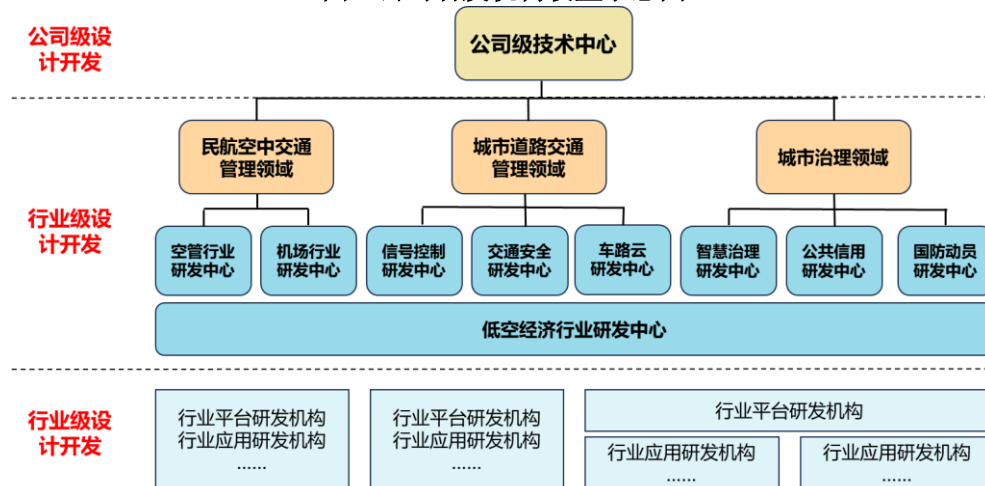 公司级设
计开发
公司级技术中心
民航空中交通
管理领域
城市道路交通
管理领域
城市治理领域
行业级设
计开发
空管行业
研发中心
机场行业
研发中心
信号控制
研发中心
交通安全
研发中心
车路云
研发中心
智慧治理
研发中心
公共信用
研发中心
国防动员
研发中心
低空经济行业研发中心
行业级设
计开发
行业平台研发机构
行业应用研发机构
……
行业平台研发机构
行业应用研发机构
……
行业平台研发机构
行业应用研发机构
……
行业应用研发机构
……